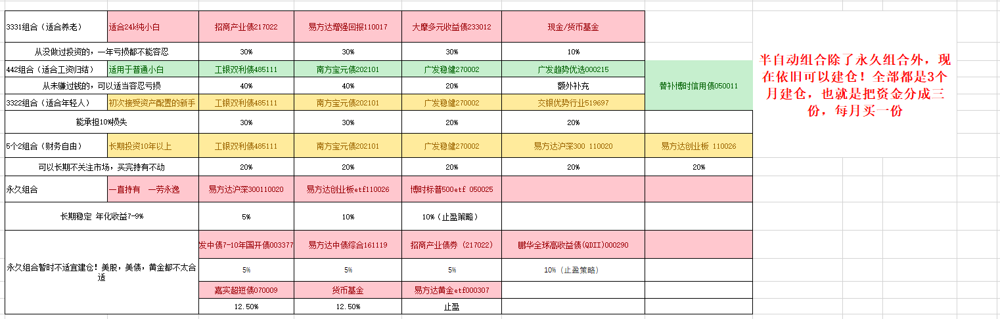 3331组合（适合养老） 适合24k纯小白 招商产业债217022 易方达增强回报110017 大摩多元收益债233012 现金/货币基金
从没做过投资的，一年亏损都不能容忍 30% 30% 30% 10%
442组合（适合工资归结） 适用于普通小白 工银双利债485111 南方宝元债202101 广发稳健270002 广发趋势优选000215
从未赚过钱的，可以适当容忍亏损 40% 40% 20% 额外补充 替补博时信用债050011
3322组合（适合年轻人） 初次接受资产配置的新手 工银双利债485111 南方宝元债202101 广发稳健270002 交银优势行业519697
能承担10%损失 30% 30% 20% 20%
5个2组合（财务自由） 长期投资10年以上 工银双利债485111 南方宝元债202101 广发稳健270002 易方达沪深300 110020 易方达创业板 110026
可以长期不关注市场，买完持有不动 20% 20% 20% 20% 20%
永久组合 一直持有 一劳永逸 易方达沪深300110020 易方达创业板etf110026 博时标普500etf 050025
长期稳定 年化收益7-9% 5% 10% 10%（止盈策略）
发中债7-10年国开债003377 易方达中债综合161119 招商产业债券（217022） 鹏华全球高收益债(QDII)000290
永久组合暂时不适宜建仓！美股，美债，黄金都不太合
适
5% 5% 5% 10%（止盈策略）
嘉实超短债070009 货币基金 易方达黄金etf000307
12.50% 12.50% 止盈
半自动组合除了永久组合外，现
在依旧可以建仓！全部都是3个
月建仓，也就是把资金分成三
份，每月买一份